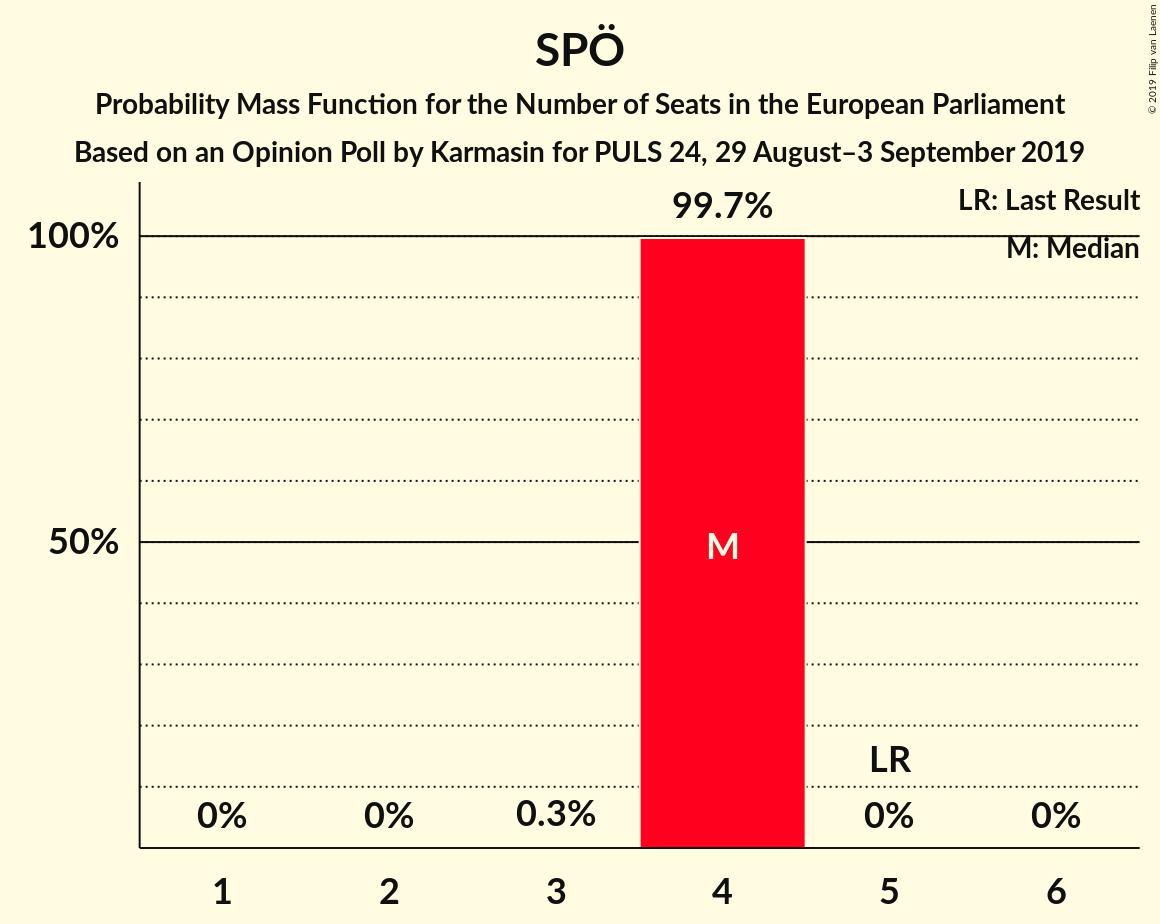 SPÖ
Probability Mass Function for the Number of Seats in the European Parliament
Based on an Opinion Poll by Karmasin for PULS 24, 29 August–3 September 2019
© 2019 Filip van Laenen
LR: Last Result
M: Median
99.7%
100%
50%
M
LR
0%
0%
0.3%
0%
0%
1
2
3
4
5
6